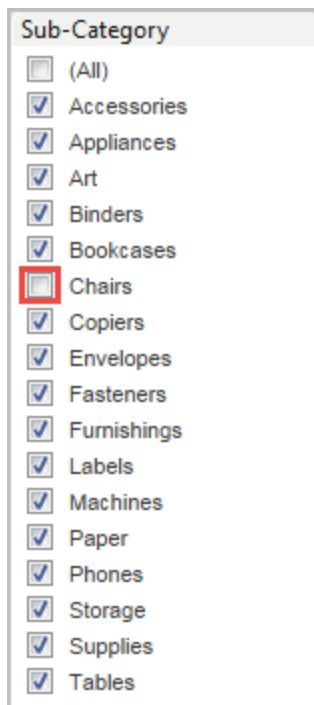 Sub-Category
(All)
Accessories
Appliances
Art
Binders
Bookcases
Chairs
Copiers
Envelopes
Fasteners
Furnishings
Labels
Machines
Paper
Phones
Storage
Supplies
Tables